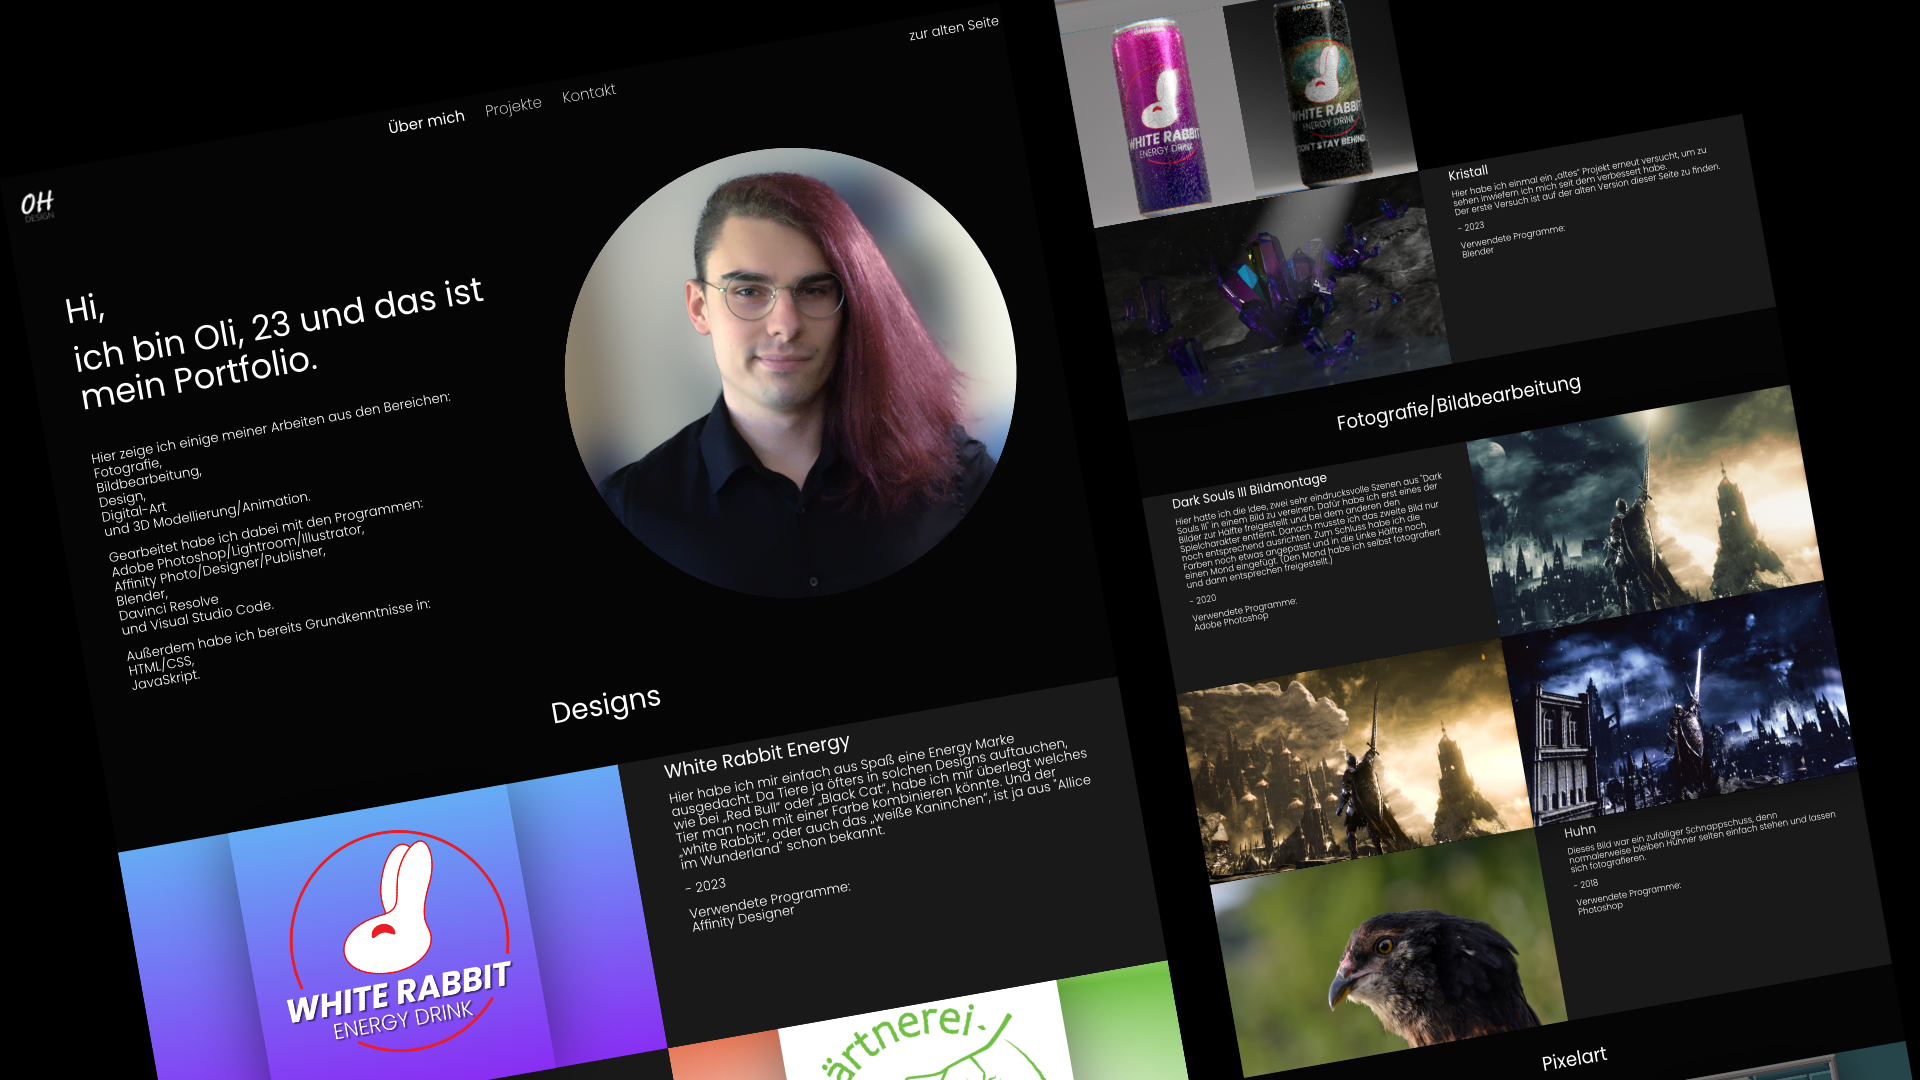 zur alten Seite
Über mich Projekte Kontakt
OH
DESIGN
Hi,
ich bin Oli, 23 und das ist
mein Portfolio.
Hier zeige ich einige meiner Arbeiten aus den Bereichen:
Fotografie,
Bildbearbeitung,
Design,
Digital-Art
und 3D Modellierung/Animation.
Gearbeitet habe ich dabei mit den Programmen:
Adobe Photoshop/Lightroom/Illustrator,
Affinity Photo/Designer/Publisher,
Blender,
Davinci Resolve
und Visual Studio Code.
Außerdem habe ich bereits Grundkenntnisse in:
HTML/CSS,
JavaSkript.
Designs
WHITE RABBIT
ENERGY DRINK
White Rabbit Energy
Hier habe ich mir einfach aus Spaß eine Energy Marke
ausgedacht. Da Tiere ja öfters in solchen Designs auftauchen,
wie bei „Red Bull" oder „Black Cat", habe ich mir überlegt welches
Tier man noch mit einer Farbe kombinieren könnte. Und der
„white Rabbit", oder auch das „weiße Kaninchen", ist ja aus "Allice
im Wunderland" schon bekannt.
- 2023
Verwendete Programme:
Affinity Designer
ärtnerei
ORIGINAL
WHITE RABBIT
ENERGY DRINK
SPACE JAM
WHITE RABBIT
ENERGY DRINK
DON'T STAY BEHIND
Kristall
Hier habe ich einmal ein „altes" Projekt erneut versucht, um zu
sehen inwiefern ich mich seit dem verbessert habe.
Der erste Versuch ist auf der alten Version dieser Seite zu finden.
- 2023
Verwendete Programme:
Blender
Fotografie/Bildbearbeitung
Dark Souls III Bildmontage
Hier hatte ich die Idee, zwei sehr eindrucksvolle Szenen aus "Dark
Souls III" in einem Bild zu vereinen. Dafür habe ich erst eines der
Bilder zur Hälfte freigestellt und bei dem anderen den
Spielcharakter entfernt. Danach musste ich das zweite Bild nur
noch entsprechend ausrichten. Zum Schluss habe ich die
Farben noch etwas angepasst und in die Linke Hälfte noch
einen Mond eingefügt. (Den Mond habe ich selbst fotografiert
und dann entsprechen freigestellt.)
- 2020
Verwendete Programme:
Adobe Photoshop
Huhn
Dieses Bild war ein zufälliger Schnappschuss, denn
normalerweise bleiben Hühner selten einfach stehen und lassen
sich fotografieren.
- 2018
Verwendete Programme:
Photoshop
Pixelart